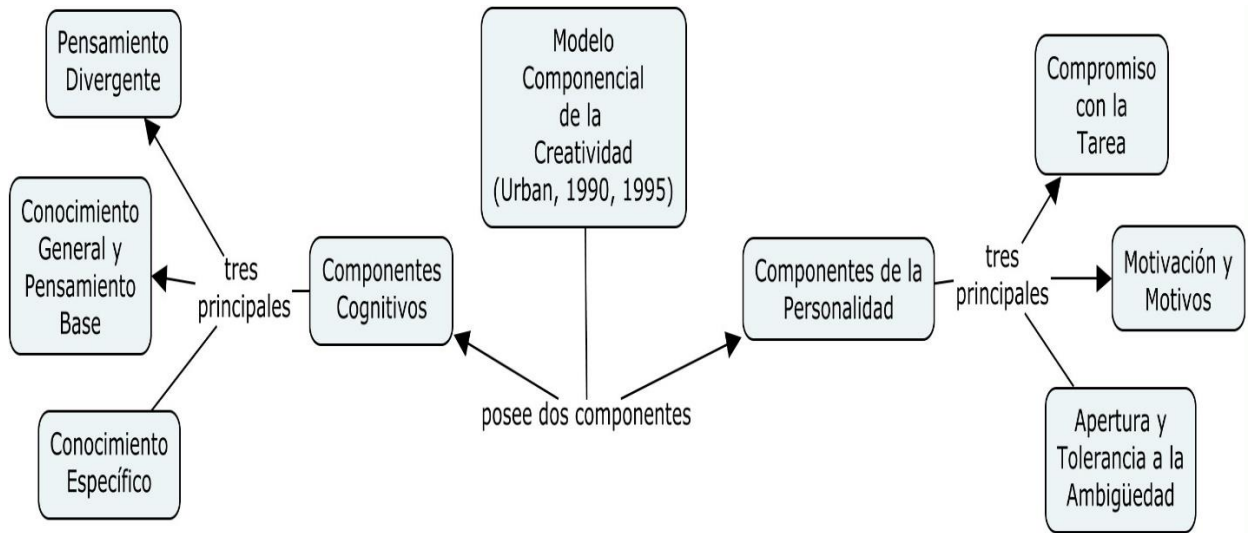 Modelo
Componencial
de la
Creatividad
(Urban, 1990, 1995)
posee dos componentes
Componentes
Cognitivos
tres
principales
Pensamiento
Divergente
Conocimiento
General y
Pensamiento
Base
Conocimiento
Específico
Componentes de la
Personalidad
tres
principales
Compromiso
con la
Tarea
Motivación y
Motivos
Apertura y
Tolerancia a la
Ambigüedad